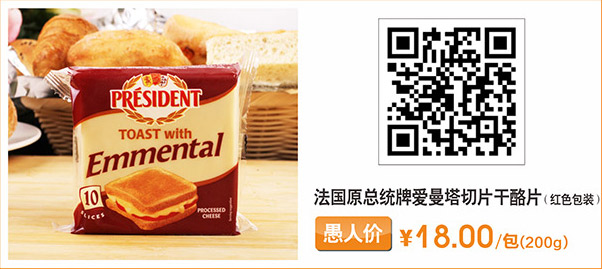 PRÉSIDENT
TOAST with
Emmental
10
SLICES
PROCESSED
CHEESE
法国原总统牌爱曼塔切片干酪片(红色包装)
愚人价
¥18.00/包(200g)